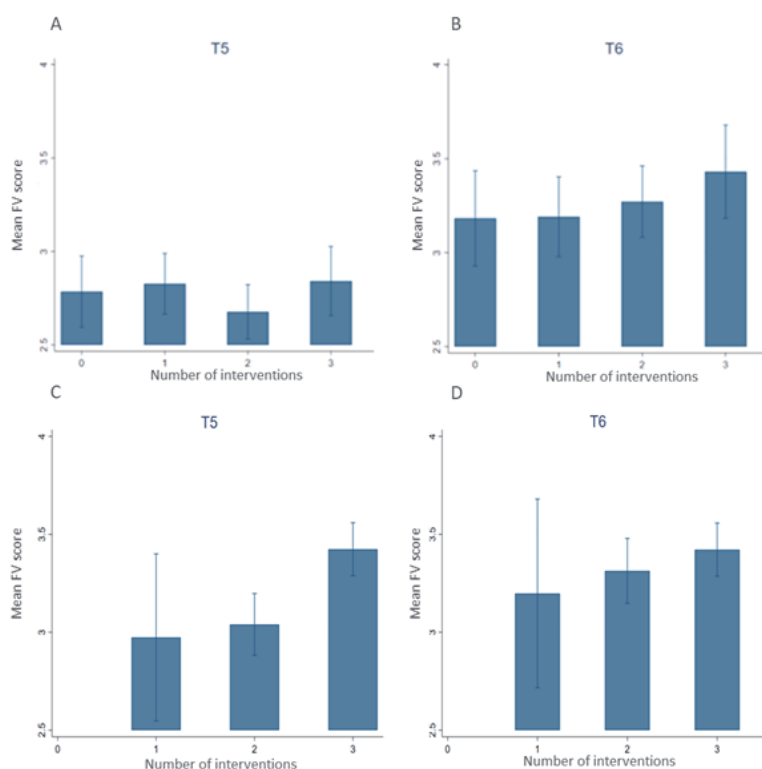 A
T5
Mean FV score
4
3.5
3
2.5
0 1 2 3
Number of interventions
B
T6
Mean FV score
4
3.5
3
2.5
0 1 2 3
Number of interventions
C
T5
Mean FV score
4
3.5
3
2.5
0 1 2 3
Number of interventions
D
T6
Mean FV score
4
3.5
3
2.5
0 1 2 3
Number of interventions